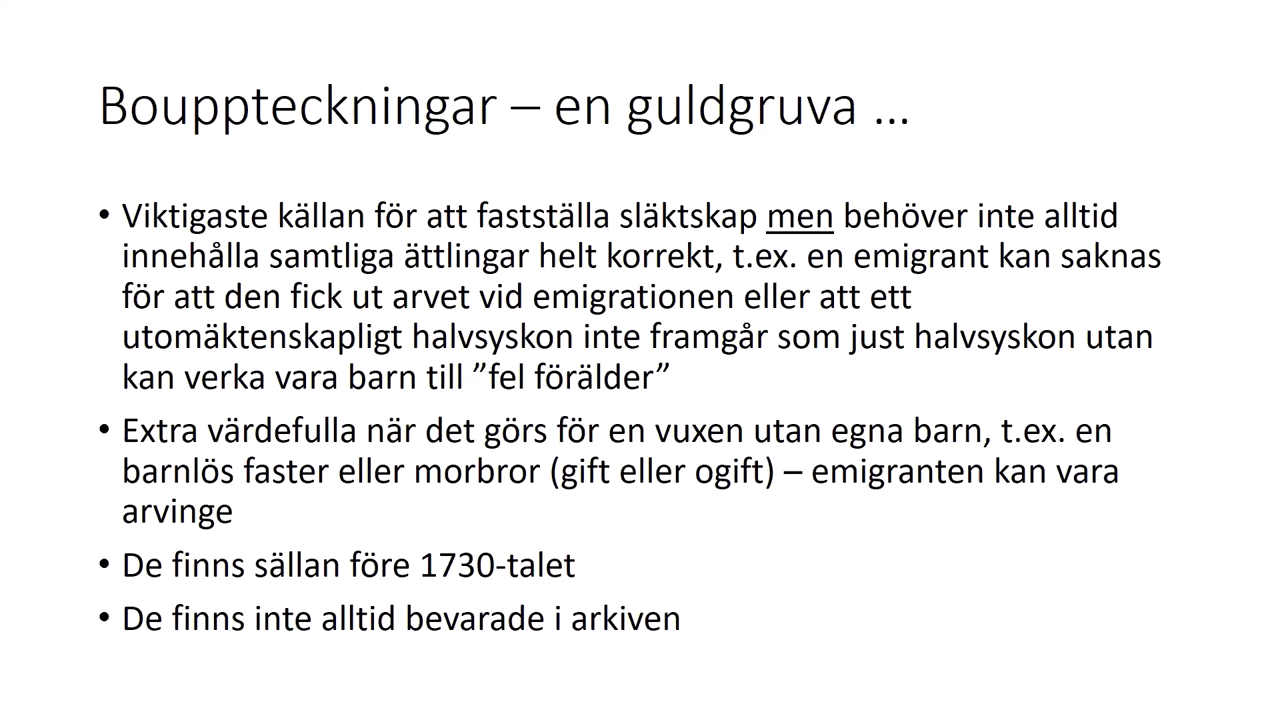 Bouppteckningar – en guldgruva …
• Viktigaste källan för att fastställa släktskap men behöver inte alltid
innehålla samtliga ättlingar helt korrekt, t.ex. en emigrant kan saknas
för att den fick ut arvet vid emigrationen eller att ett
utomäktenskapligt halvsyskon inte framgår som just halvsyskon utan
kan verka vara barn till ”fel förälder”
• Extra värdefulla när det görs för en vuxen utan egna barn, t.ex. en
barnlös faster eller morbror (gift eller ogift) – emigranten kan vara
arvinge
• De finns sällan före 1730-talet
• De finns inte alltid bevarade i arkiven